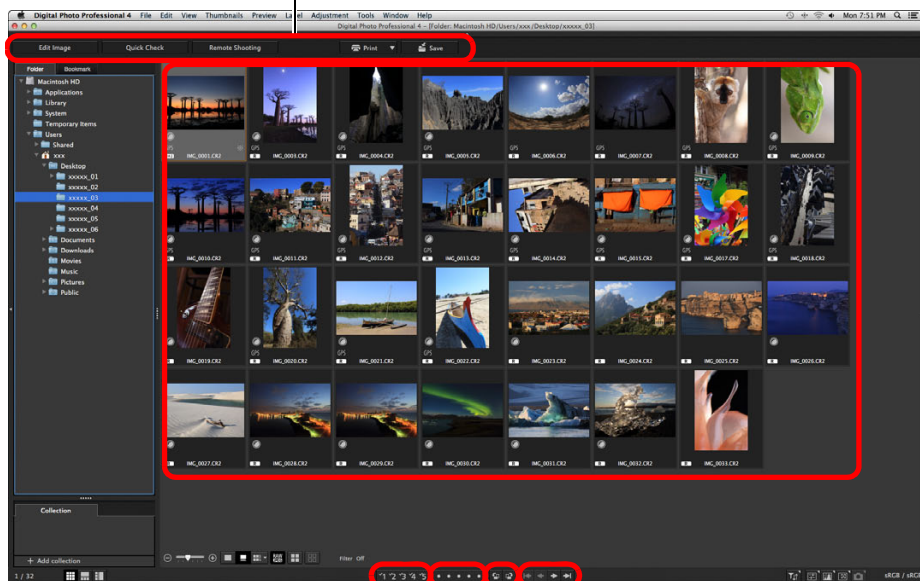 Digital Photo Professional 4 File Edit View Thumbnails Preview Label Adjustment Tools Window Help Mon 7:51 PM
Digital Photo Professional 4 – [Folder: Macintosh HD/Users/xxx/Desktop/xxxxx_03]
Edit Image Quick Check Remote Shooting Print Save
Folder Bookmark
Macintosh HD
Applications
Library
System
Temporary Items
Users
Shared
xxx
Desktop
xxxxx_01
xxxxx_02
xxxxx_03
xxxxx_04
xxxxx_05
xxxxx_06
Documents
Downloads
Movies
Music
Pictures
Public
IMG_0001.CR2 IMG_0003.CR2 IMG_0004.CR2 IMG_0005.CR2 IMG_0006.CR2 IMG_0007.CR2 IMG_0008.CR2 IMG_0009.CR2
IMG_0010.CR2 IMG_0011.CR2 IMG_0012.CR2 IMG_0013.CR2 IMG_0014.CR2 IMG_0015.CR2 IMG_0017.CR2 IMG_0018.CR2
IMG_0019.CR2 IMG_0020.CR2 IMG_0021.CR2 IMG_0022.CR2 IMG_0023.CR2 IMG_0024.CR2 IMG_0025.CR2 IMG_0026.CR2
IMG_0027.CR2 IMG_0028.CR2 IMG_0029.CR2 IMG_0030.CR2 IMG_0031.CR2 IMG_0032.CR2 IMG_0033.CR2
Collection
+ Add collection
Filter Off
1 / 32 1 2 3 4 5 sRGB / sRG